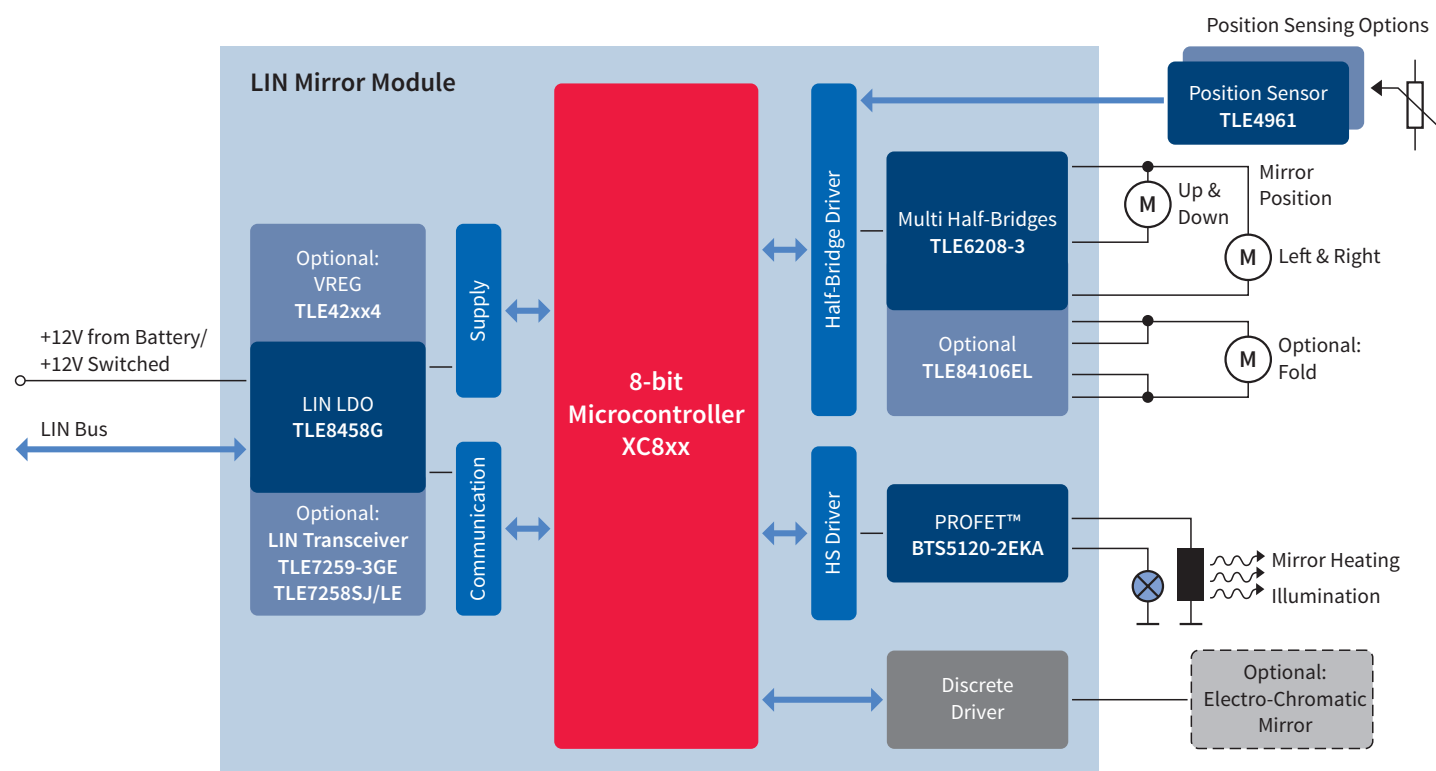 Position Sensing Options
LIN Mirror Module
Position Sensor
TLE4961
Half-Bridge Driver
Multi Half-Bridges
TLE6208-3
M
Up &
Down
Mirror
Position
M
Left & Right
Optional
TLE84106EL
M
Optional:
Fold
Optional:
VREG
TLE42xx4
Supply
+12V from Battery/
+12V Switched
LIN LDO
TLE8458G
LIN Bus
Optional:
LIN Transceiver
TLE7259-3GE
TLE7258SJ/LE
Communication
8-bit
Microcontroller
XC8xx
HS Driver
PROFET™
BTS5120-2EKA
Mirror Heating
Illumination
Discrete
Driver
Optional:
Electro-Chromatic
Mirror